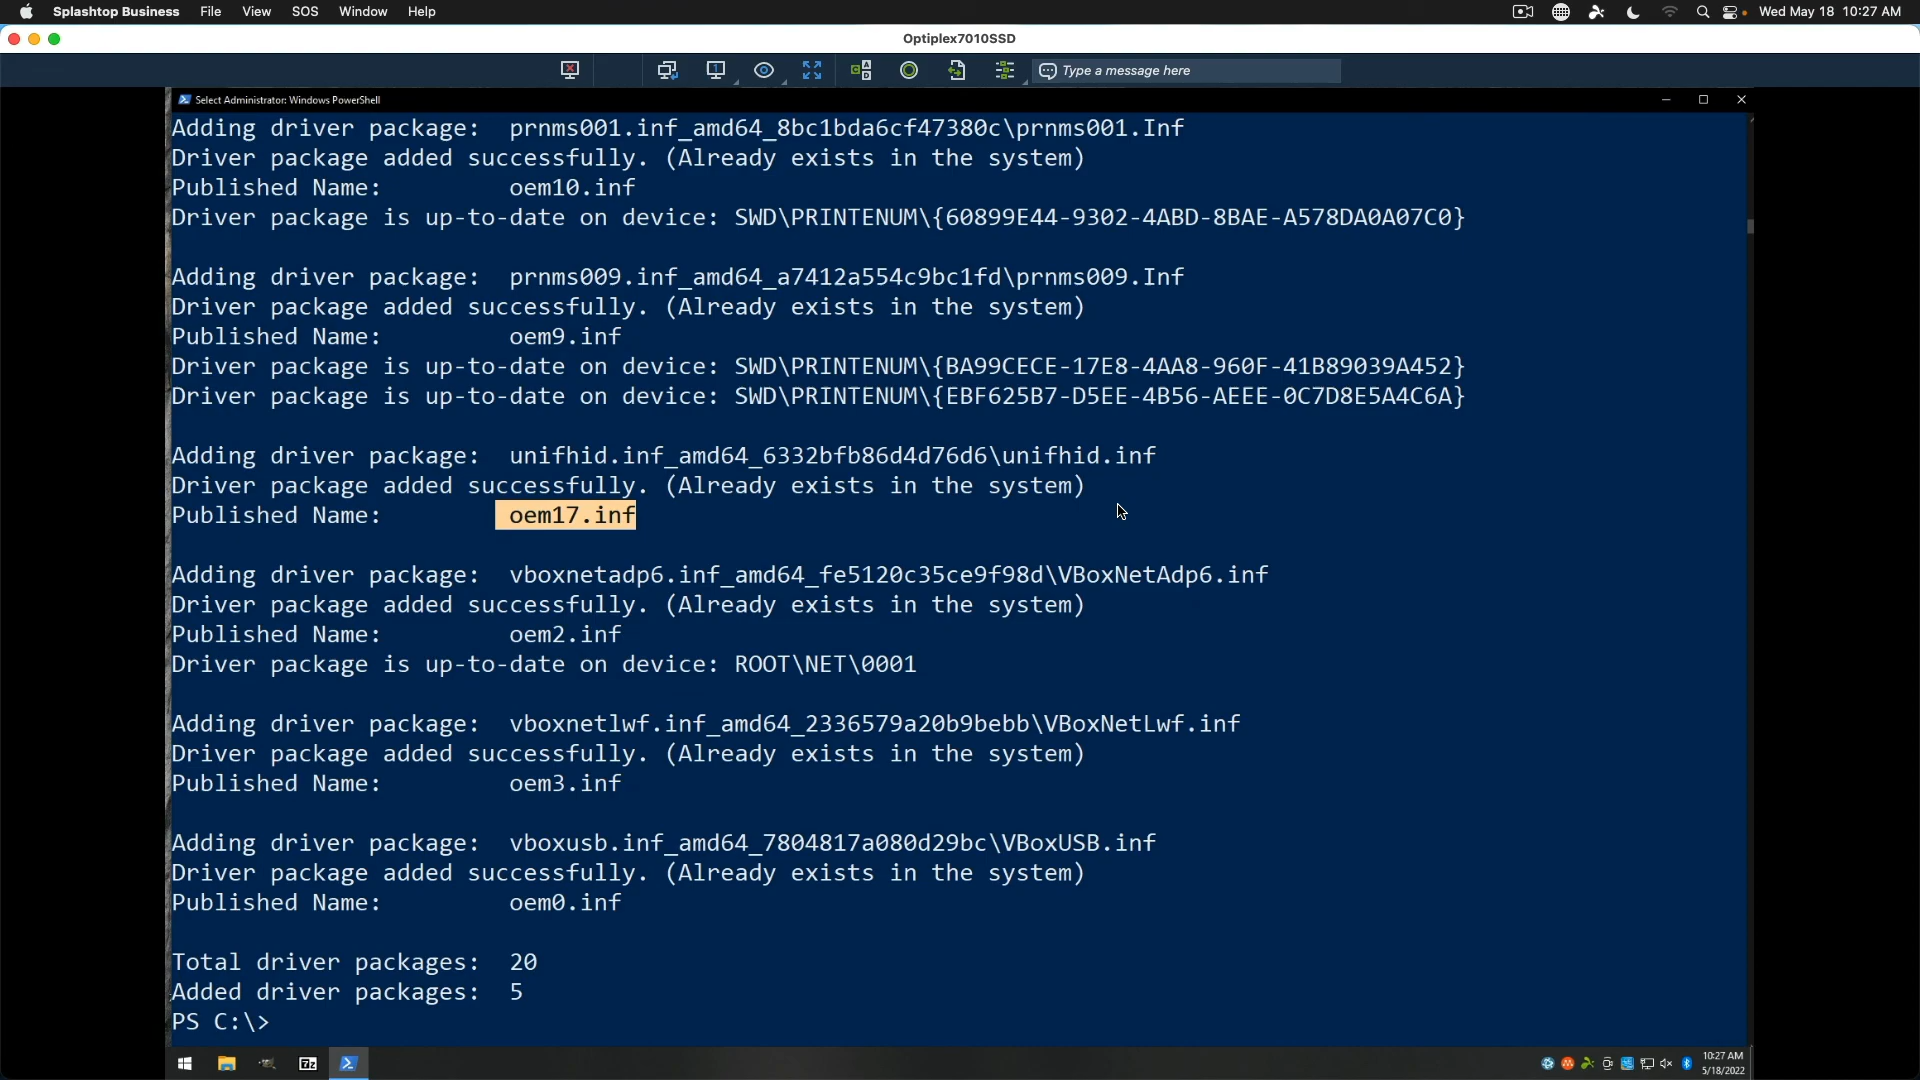 Splashtop Business File View SOS Window Help Wed May 18 10:27 AM
Optiplex7010SSD
Type a message here
Select Administrator: Windows PowerShell
Adding driver package:  prnms001.inf_amd64_8bc1bda6cf47380c\prnms001.Inf
Driver package added successfully. (Already exists in the system)
Published Name:         oem10.inf
Driver package is up-to-date on device: SWD\PRINTENUM\{60899E44-9302-4ABD-8BAE-A578DA0A07C0}
Adding driver package:  prnms009.inf_amd64_a7412a554c9bc1fd\prnms009.Inf
Driver package added successfully. (Already exists in the system)
Published Name:         oem9.inf
Driver package is up-to-date on device: SWD\PRINTENUM\{BA99CECE-17E8-4AA8-960F-41B89039A452}
Driver package is up-to-date on device: SWD\PRINTENUM\{EBF625B7-D5EE-4B56-AEEE-0C7D8E5A4C6A}
Adding driver package:  unifhid.inf_amd64_6332bfb86d4d76d6\unifhid.inf
Driver package added successfully. (Already exists in the system)
Published Name:         oem17.inf
Adding driver package:  vboxnetadp6.inf_amd64_fe5120c35ce9f98d\VBoxNetAdp6.inf
Driver package added successfully. (Already exists in the system)
Published Name:         oem2.inf
Driver package is up-to-date on device: ROOT\NET\0001
Adding driver package:  vboxnetlwf.inf_amd64_2336579a20b9bebb\VBoxNetLwf.inf
Driver package added successfully. (Already exists in the system)
Published Name:         oem3.inf
Adding driver package:  vboxusb.inf_amd64_7804817a080d29bc\VBoxUSB.inf
Driver package added successfully. (Already exists in the system)
Published Name:         oem0.inf
Total driver packages:  20
Added driver packages:  5
PS C:\>
7z
10:27 AM
5/18/2022